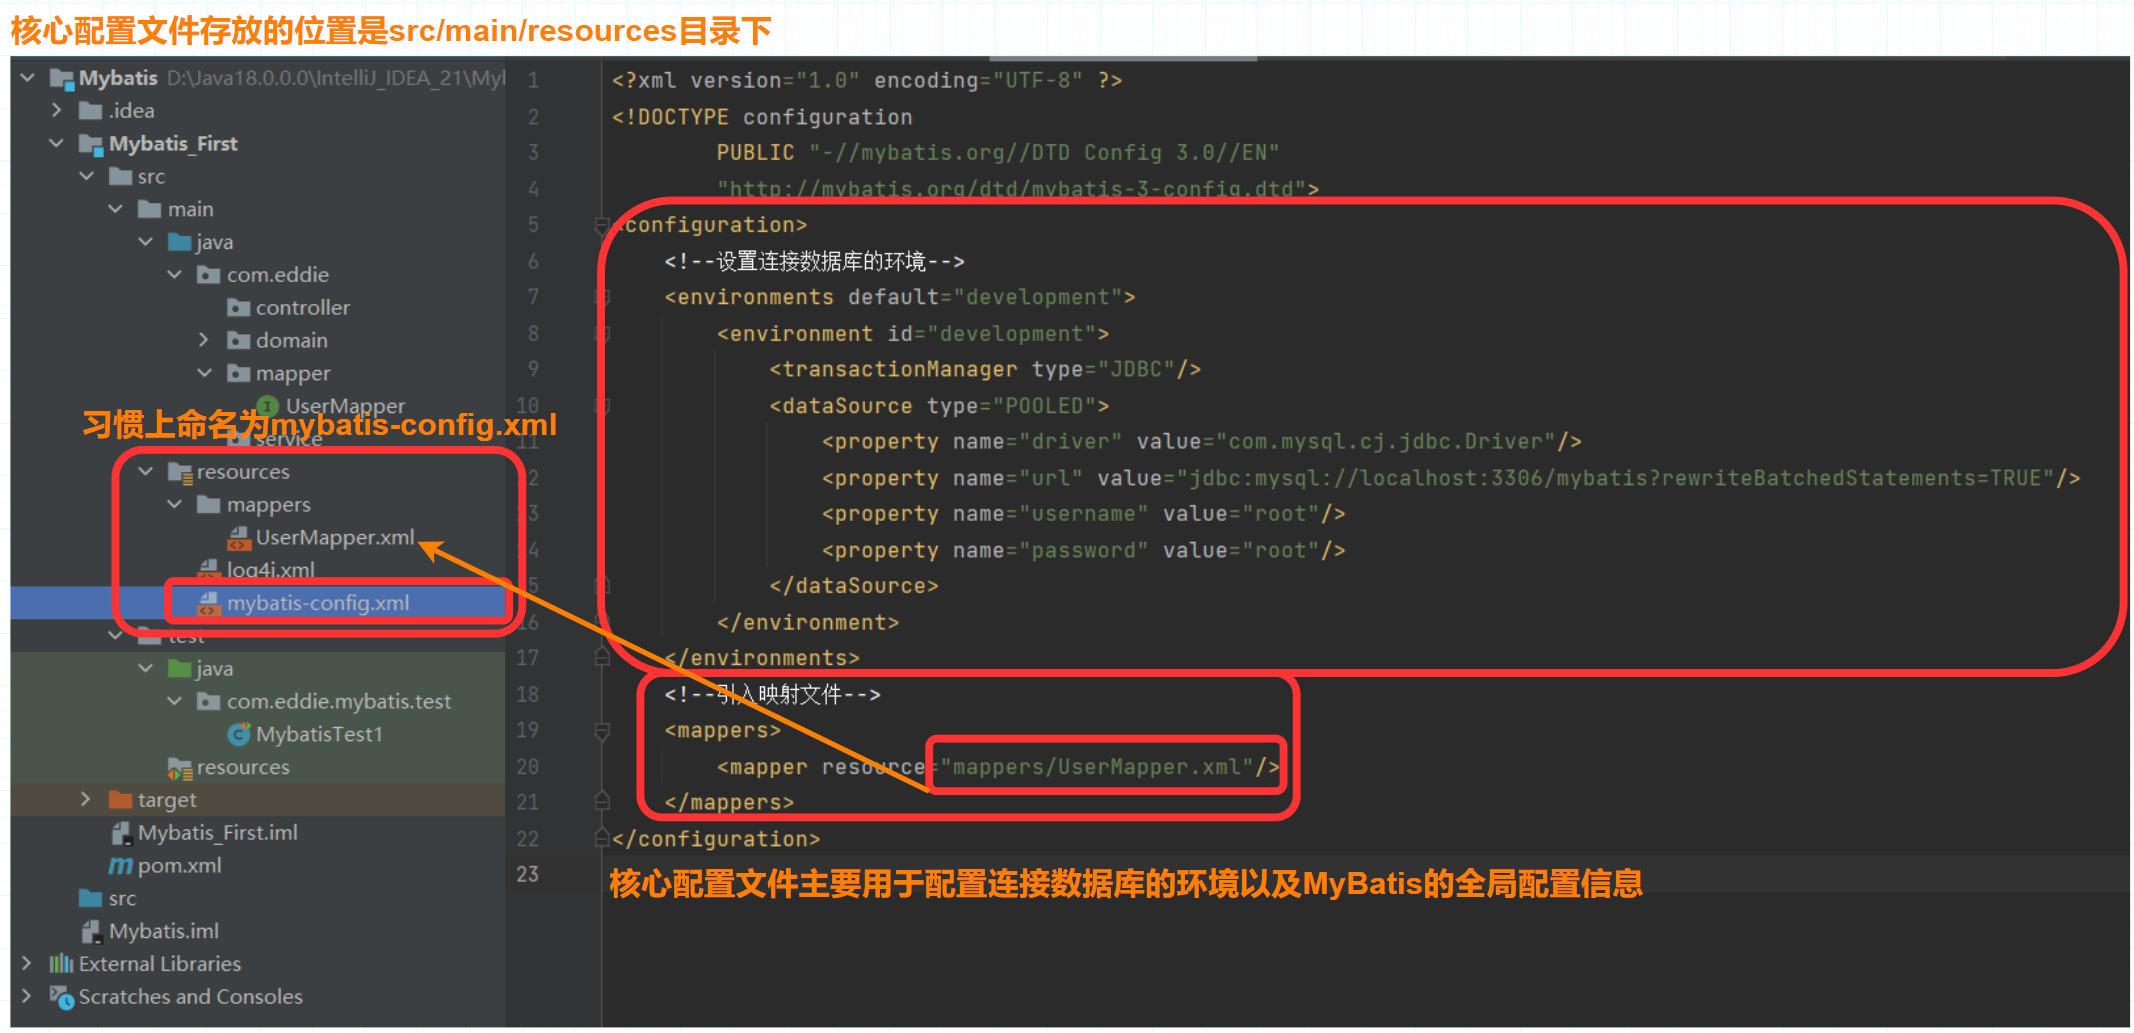 核心配置文件存放的位置是src/main/resources目录下
Mybatis D:\Java18.0.0.0\IntelliJ_IDEA_21\Myl
.idea
Mybatis_First
src
main
java
com.eddie
controller
domain
mapper
UserMapper
习惯上命名为mybatis-config.xml
service
resources
mappers
UserMapper.xml
log4j.xml
mybatis-config.xml
test
java
com.eddie.mybatis.test
MybatisTest1
resources
target
Mybatis_First.iml
pom.xml
src
Mybatis.iml
External Libraries
Scratches and Consoles
1 <?xml version="1.0" encoding="UTF-8" ?>
2 <!DOCTYPE configuration
3 PUBLIC "-//mybatis.org//DTD Config 3.0//EN"
4 "http://mybatis.org/dtd/mybatis-3-config.dtd">
5 <configuration>
6 <!--设置连接数据库的环境-->
7 <environments default="development">
8 <environment id="development">
9 <transactionManager type="JDBC"/>
10 <dataSource type="POOLED">
11 <property name="driver" value="com.mysql.cj.jdbc.Driver"/>
12 <property name="url" value="jdbc:mysql://localhost:3306/mybatis?rewriteBatchedStatements=TRUE"/>
13 <property name="username" value="root"/>
14 <property name="password" value="root"/>
15 </dataSource>
16 </environment>
17 </environments>
18 <!--引入映射文件-->
19 <mappers>
20 <mapper resource="mappers/UserMapper.xml"/>
21 </mappers>
22 </configuration>
23
核心配置文件主要用于配置连接数据库的环境以及MyBatis的全局配置信息